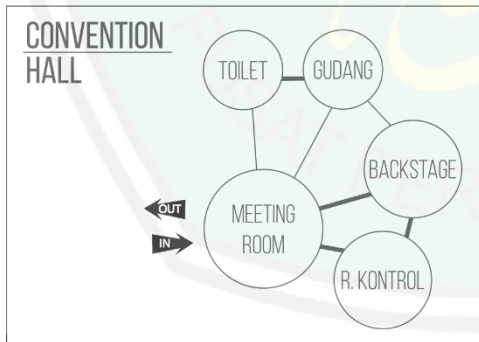 CONVENTION
HALL
TOILET
GUDANG
BACKSTAGE
MEETING
ROOM
R. KONTROL
OUT
IN